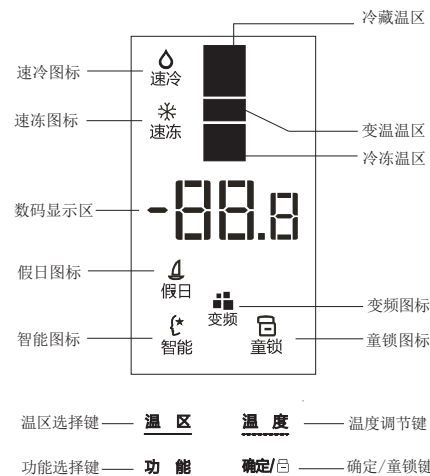 冷藏温区
速冷图标
速冷
速冻图标
速冻
变温温区
冷冻温区
数码显示区
-88.8
假日图标
假日
变频图标
变频
智能图标
智能
童锁
童锁图标
温区选择键
温 区
温 度
温度调节键
功能选择键
功 能
确定/
确定/童锁键